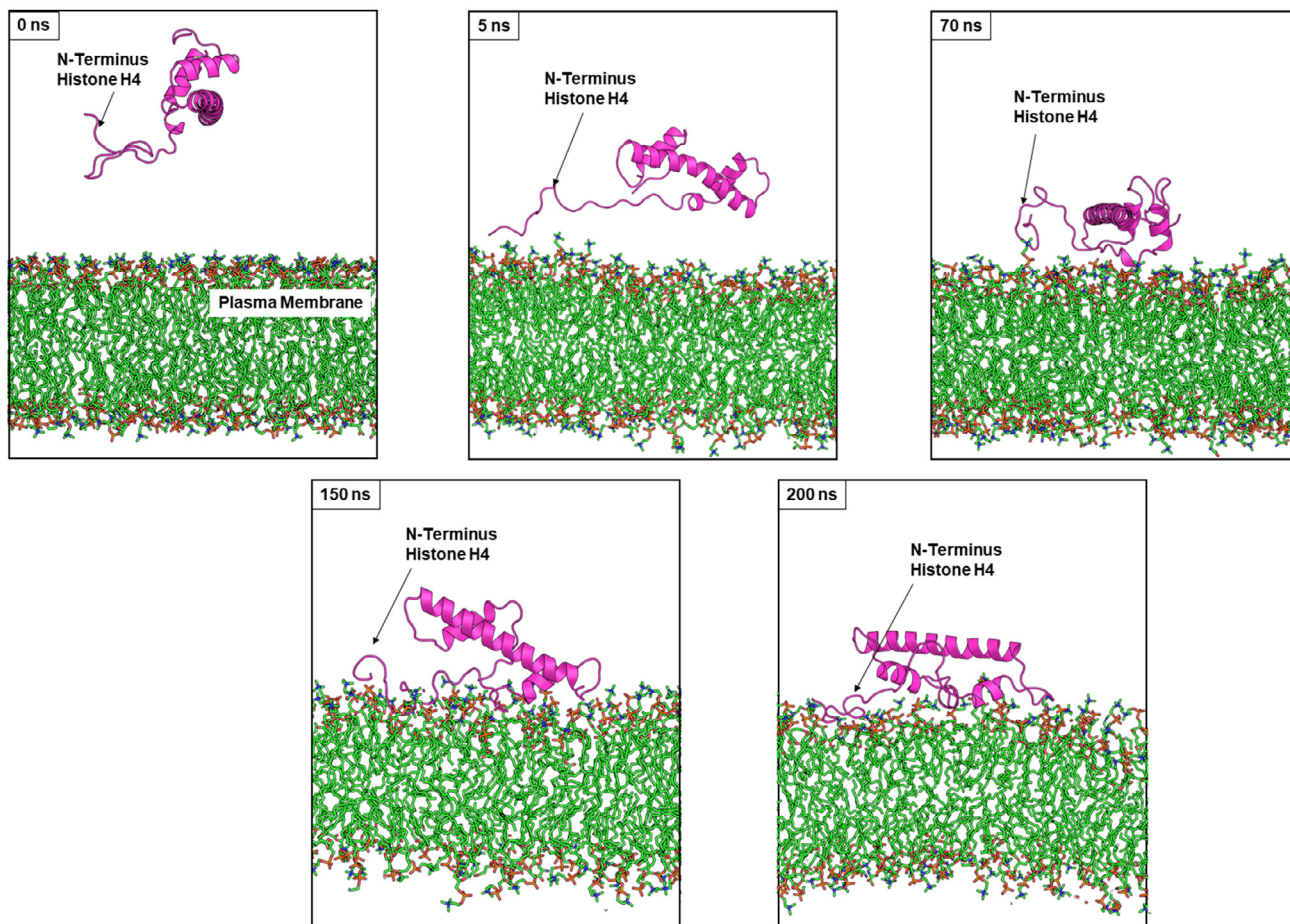 0 ns
N-Terminus
Histone H4
Plasma Membrane
5 ns
N-Terminus
Histone H4
70 ns
N-Terminus
Histone H4
150 ns
N-Terminus
Histone H4
200 ns
N-Terminus
Histone H4